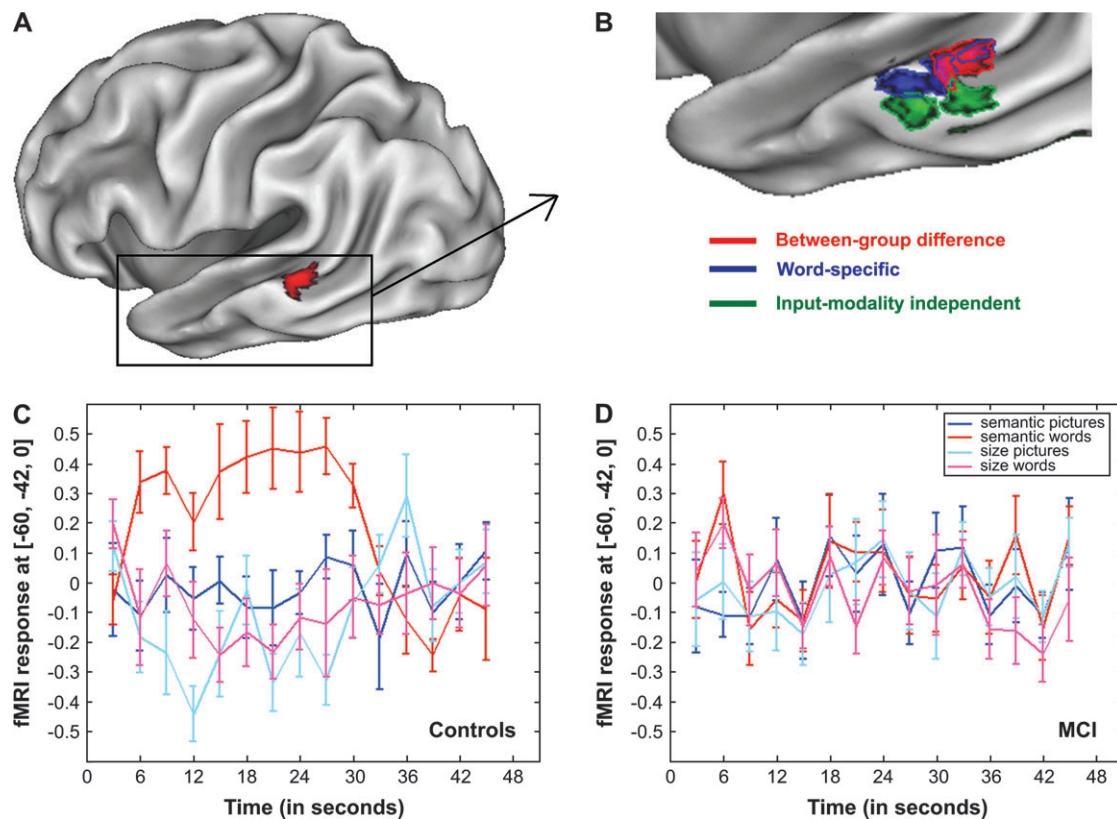 A
B
Between-group difference
Word-specific
Input-modality independent
C
fMRI response at [-60, -42, 0]
0.5
0.4
0.3
0.2
0.1
0
-0.1
-0.2
-0.3
-0.4
-0.5
Controls
0 6 12 18 24 30 36 42 48
Time (in seconds)
D
fMRI response at [-60, -42, 0]
0.5
0.4
0.3
0.2
0.1
0
-0.1
-0.2
-0.3
-0.4
-0.5
semantic pictures
semantic words
size pictures
size words
MCI
0 6 12 18 24 30 36 42 48
Time (in seconds)